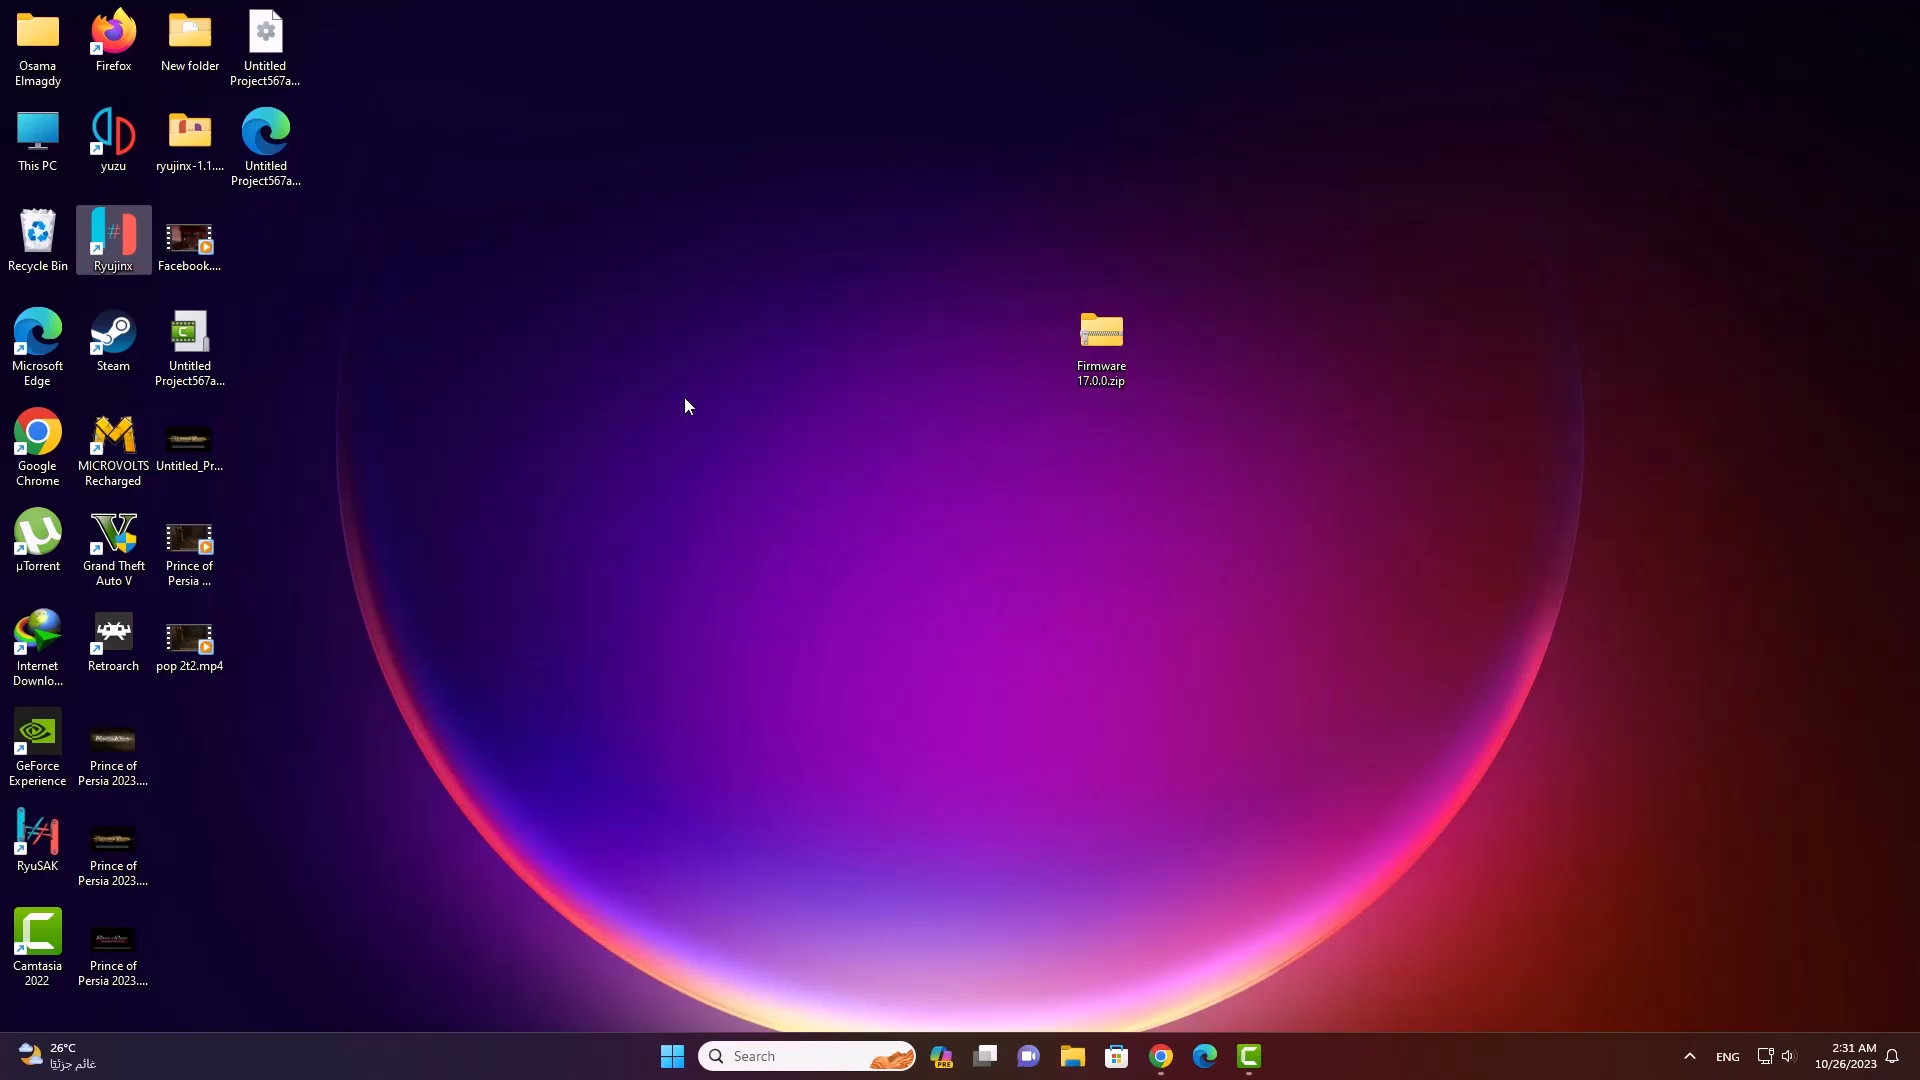 Osama
Elmagdy
Firefox
New folder
Untitled
Project567a...
This PC
yuzu
ryujinx-1.1....
Untitled
Project567a...
Recycle Bin
Ryujinx
Facebook....
Microsoft
Edge
Steam
Untitled
Project567a...
Firmware
17.0.0.zip
Google
Chrome
MICROVOLTS
Recharged
Untitled_Pr...
µTorrent
Grand Theft
Auto V
Prince of
Persia ...
Internet
Downlo...
Retroarch
pop 2t2.mp4
GeForce
Experience
Prince of
Persia 2023....
RyuSAK
Prince of
Persia 2023....
Camtasia
2022
Prince of
Persia 2023....
26°C
غائم جزئيًا
Search
PRE
ENG
2:31 AM
10/26/2023